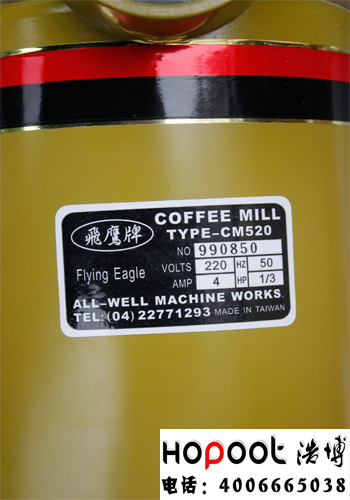 COFFEE MILL
飛鷹牌 TYPE-CM520
NO 990850
Flying Eagle VOLTS 220 HZ 50
AMP 4 HP 1/3
ALL-WELL MACHINE WORKS.
TEL:(04)22771293 MADE IN TAIWAN
HOPOOT 浩博
电话：4006665038